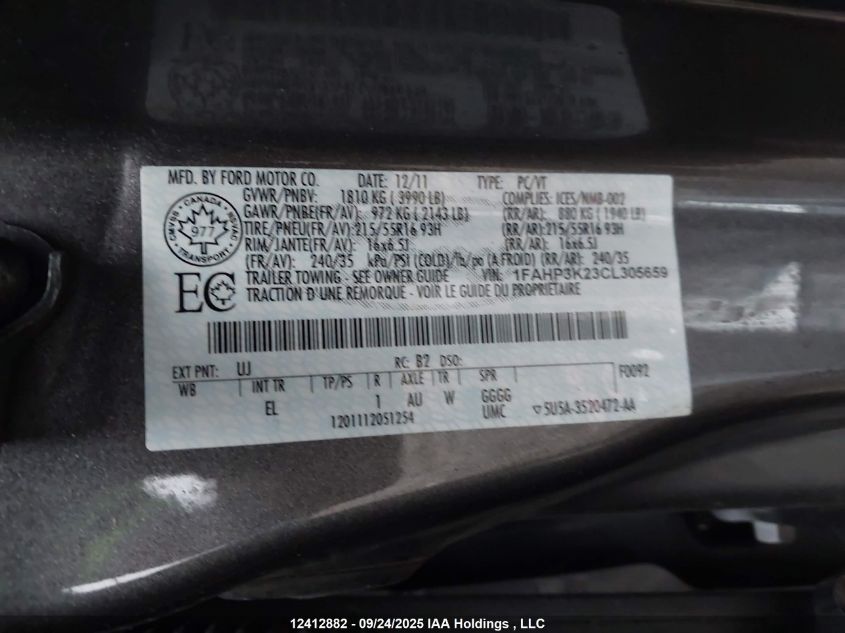 MFD. BY FORD MOTOR CO. DATE: 12/11 TYPE: PC/VT
GVWR/PNBV: 1810 KG ( 3990 LB) COMPLIES: ICES/NMB-002
GAWR/PNBE(FR/AV): 972 KG ( 2143 LB) (RR/AR): 880 KG ( 1940 LB)
TIRE/PNEU(FR/AV):215/55R16 93H (RR/AR):215/55R16 93H
RIM/JANTE(FR/AV): 16x6.5J (RR/AR): 16x6.5J
(FR/AV): 240/35 kPa/PSI (COLD)/lb/po (A FROID) (RR/AR): 240/35
TRAILER TOWING - SEE OWNER GUIDE VIN: 1FAHP3K23CL305659
TRACTION D'UNE REMORQUE - VOIR LE GUIDE DU PROPRIETAIRE
CANADA
CMVSS NSVAC
977
TRANSPORT
EC
EXT PNT: UJ RC: B2 DSO: F0092
WB INT TR TP/PS R AXLE TR SPR
EL 1 AU W GGGG
1201112051254 UMC 5U5A-3520472-AA
12412882 - 09/24/2025 IAA Holdings , LLC